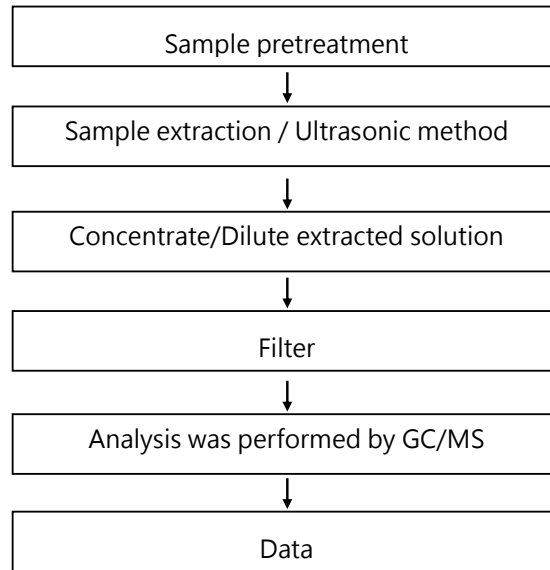 Sample pretreatment
Sample extraction / Ultrasonic method
Concentrate/Dilute extracted solution
Filter
Analysis was performed by GC/MS
Data